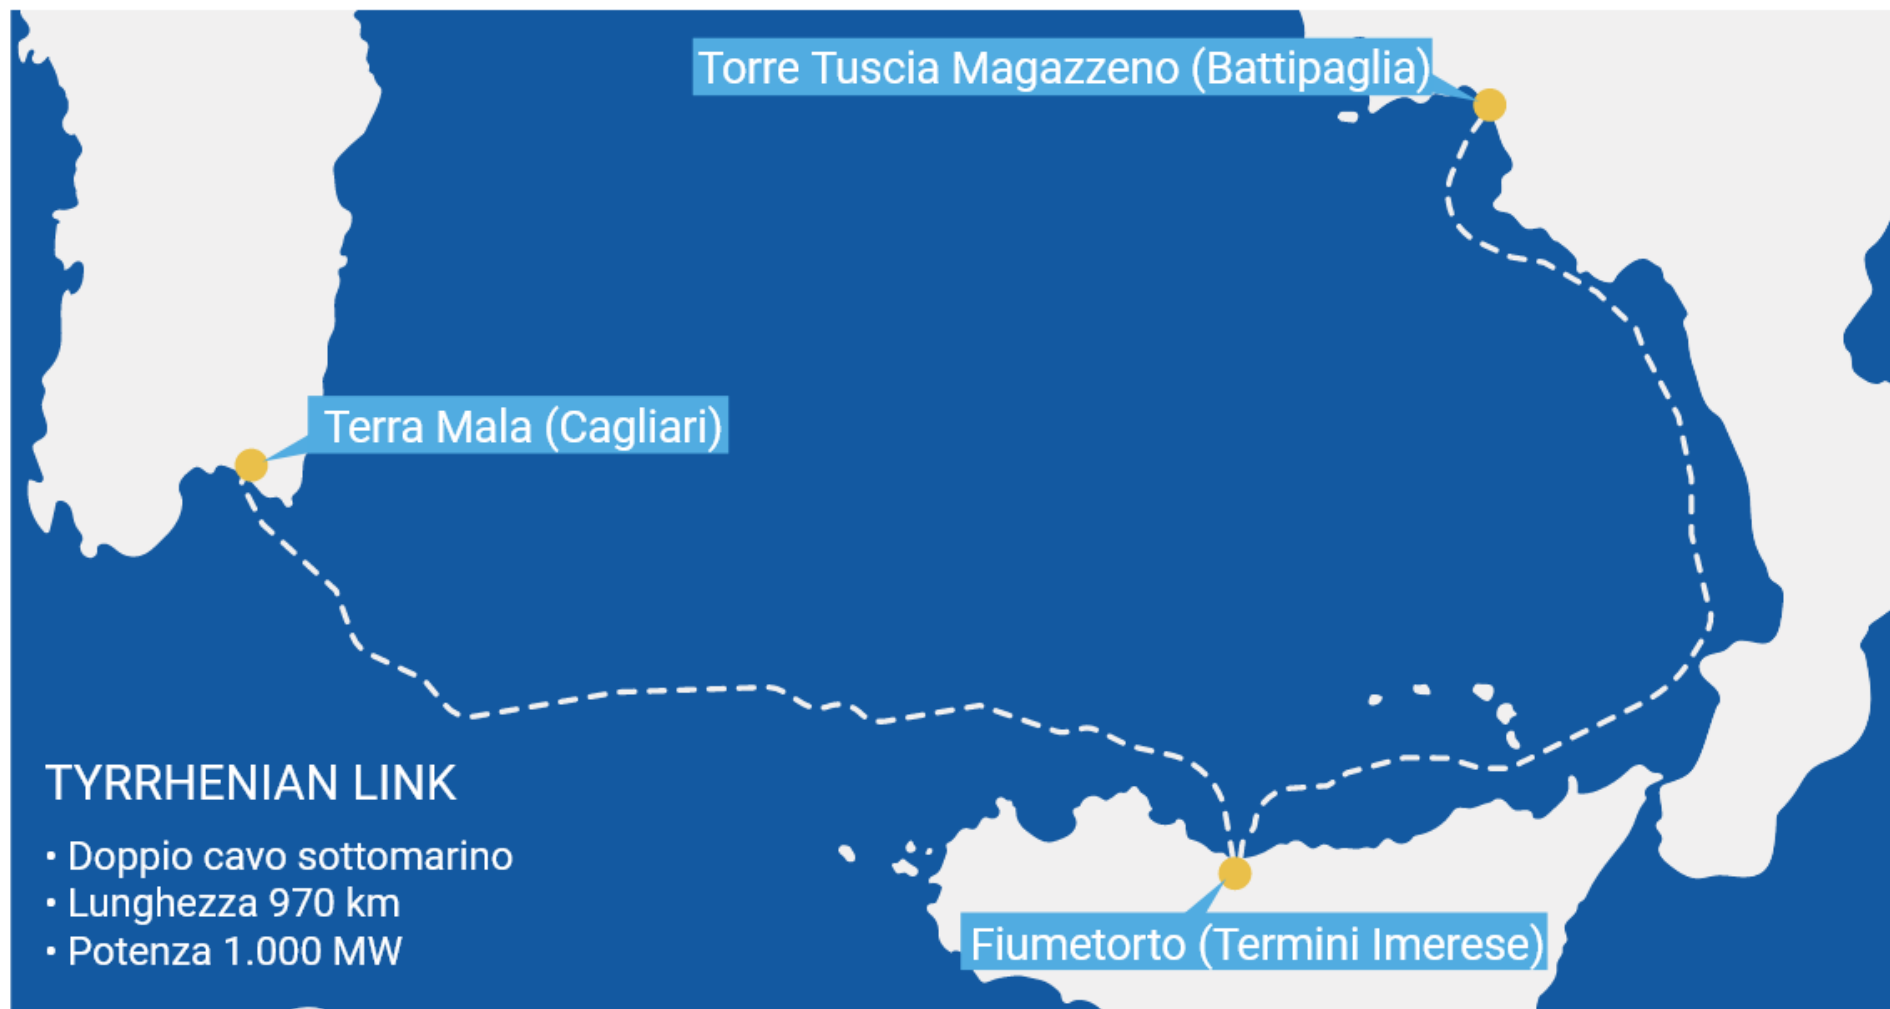 Torre Tuscia Magazzeno (Battipaglia)
Terra Mala (Cagliari)
TYRRHENIAN LINK
• Doppio cavo sottomarino
• Lunghezza 970 km
• Potenza 1.000 MW
Fiumetorto (Termini Imerese)